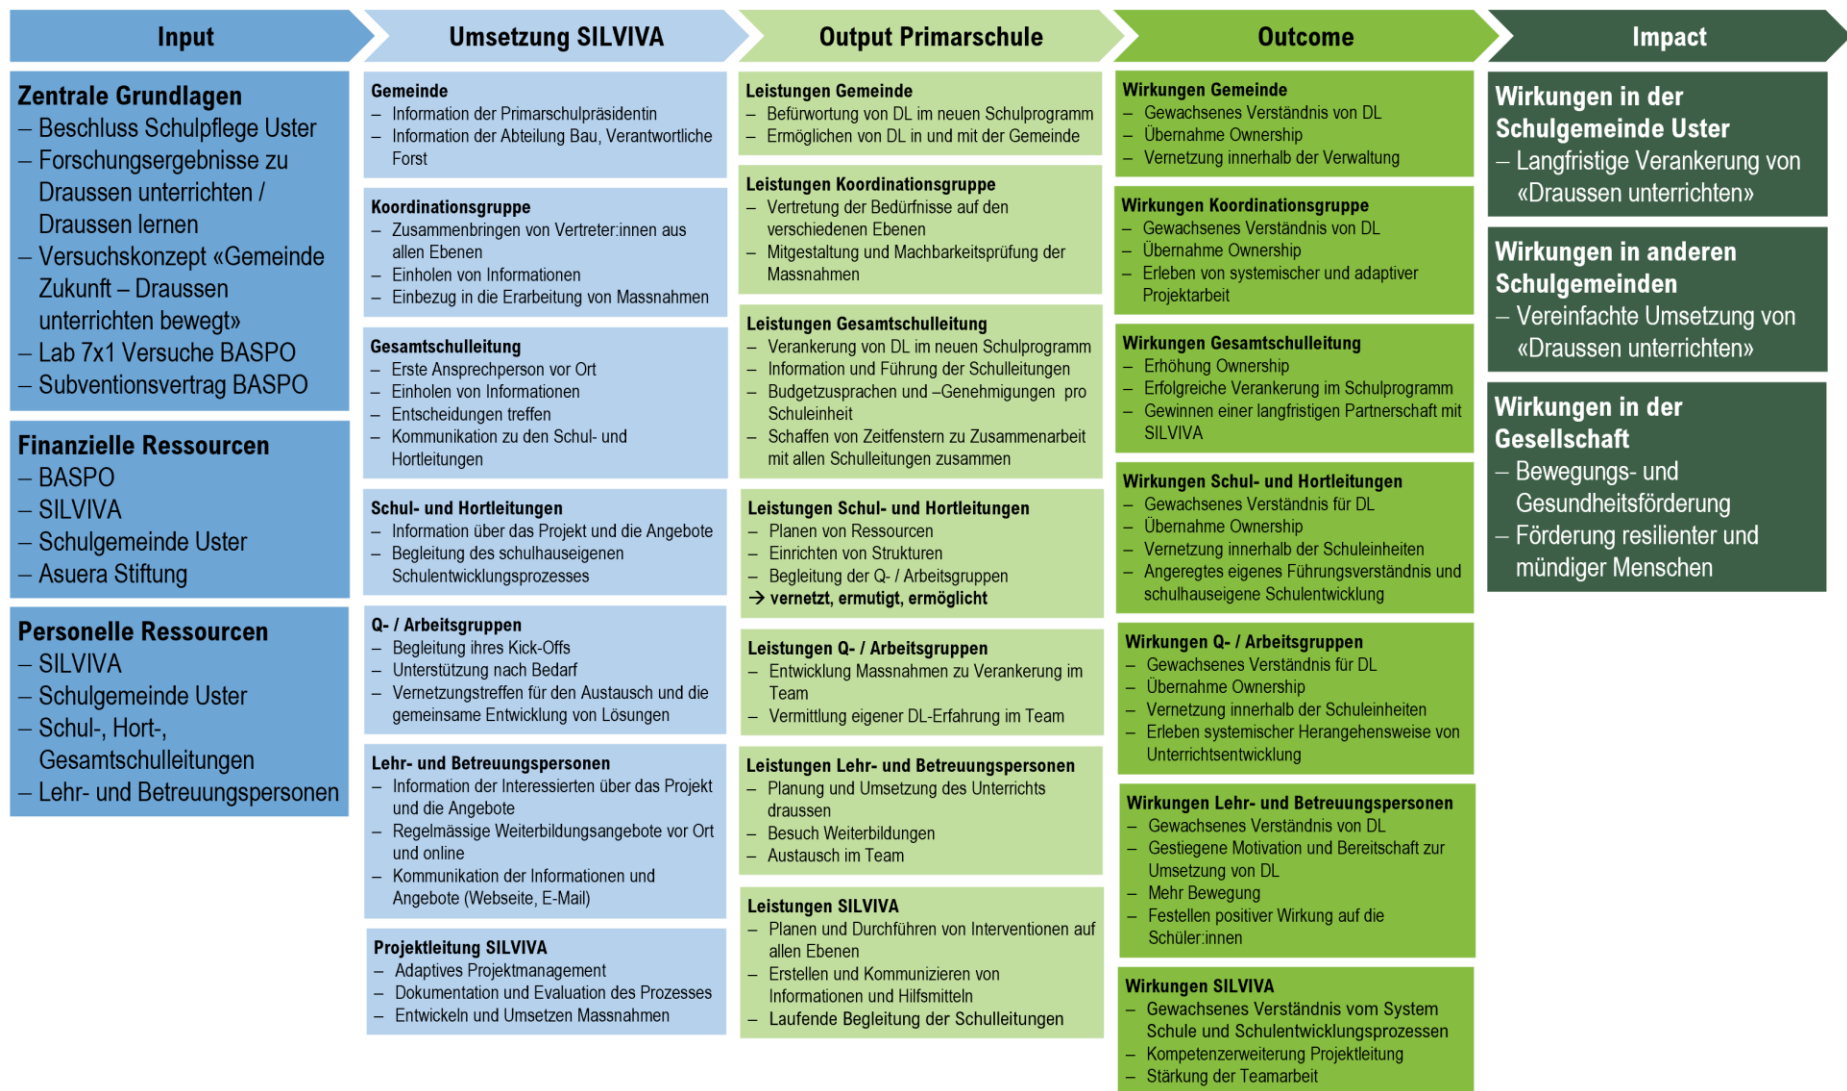 Input
Umsetzung SILVIVA
Output Primarschule
Outcome
Impact
Zentrale Grundlagen
– Beschluss Schulpflege Uster
– Forschungsergebnisse zu
Draussen unterrichten /
Draussen lernen
– Versuchskonzept «Gemeinde
Zukunft – Draussen
unterrichten bewegt»
– Lab 7x1 Versuche BASPO
– Subventionsvertrag BASPO
Finanzielle Ressourcen
– BASPO
– SILVIVA
– Schulgemeinde Uster
– Asuera Stiftung
Personelle Ressourcen
– SILVIVA
– Schulgemeinde Uster
– Schul-, Hort-,
Gesamtschulleitungen
– Lehr- und Betreuungspersonen
Gemeinde
– Information der Primarschulpräsidentin
– Information der Abteilung Bau, Verantwortliche
Forst
Koordinationsgruppe
– Zusammenbringen von Vertreter:innen aus
allen Ebenen
– Einholen von Informationen
– Einbezug in die Erarbeitung von Massnahmen
Gesamtschulleitung
– Erste Ansprechperson vor Ort
– Einholen von Informationen
– Entscheidungen treffen
– Kommunikation zu den Schul- und
Hortleitungen
Schul- und Hortleitungen
– Information über das Projekt und die Angebote
– Begleitung des schulhauseigenen
Schulentwicklungsprozesses
Q- / Arbeitsgruppen
– Begleitung ihres Kick-Offs
– Unterstützung nach Bedarf
– Vernetzungstreffen für den Austausch und die
gemeinsame Entwicklung von Lösungen
Lehr- und Betreuungspersonen
– Information der Interessierten über das Projekt
und die Angebote
– Regelmässige Weiterbildungsangebote vor Ort
und online
– Kommunikation der Informationen und
Angebote (Webseite, E-Mail)
Projektleitung SILVIVA
– Adaptives Projektmanagement
– Dokumentation und Evaluation des Prozesses
– Entwickeln und Umsetzen Massnahmen
Leistungen Gemeinde
– Befürwortung von DL im neuen Schulprogramm
– Ermöglichen von DL in und mit der Gemeinde
Leistungen Koordinationsgruppe
– Vertretung der Bedürfnisse auf den
verschiedenen Ebenen
– Mitgestaltung und Machbarkeitsprüfung der
Massnahmen
Leistungen Gesamtschulleitung
– Verankerung von DL im neuen Schulprogramm
– Information und Führung der Schulleitungen
– Budgetzusprachen und –Genehmigungen pro
Schuleinheit
– Schaffen von Zeitfenstern zu Zusammenarbeit
mit allen Schulleitungen zusammen
Leistungen Schul- und Hortleitungen
– Planen von Ressourcen
– Einrichten von Strukturen
– Begleitung der Q- / Arbeitsgruppen
→ vernetzt, ermutigt, ermöglicht
Leistungen Q- / Arbeitsgruppen
– Entwicklung Massnahmen zu Verankerung im
Team
– Vermittlung eigener DL-Erfahrung im Team
Leistungen Lehr- und Betreuungspersonen
– Planung und Umsetzung des Unterrichts
draussen
– Besuch Weiterbildungen
– Austausch im Team
Leistungen SILVIVA
– Planen und Durchführen von Interventionen auf
allen Ebenen
– Erstellen und Kommunizieren von
Informationen und Hilfsmitteln
– Laufende Begleitung der Schulleitungen
Wirkungen Gemeinde
– Gewachsenes Verständnis von DL
– Übernahme Ownership
– Vernetzung innerhalb der Verwaltung
Wirkungen Koordinationsgruppe
– Gewachsenes Verständnis von DL
– Übernahme Ownership
– Erleben von systemischer und adaptiver
Projektarbeit
Wirkungen Gesamtschulleitung
– Erhöhung Ownership
– Erfolgreiche Verankerung im Schulprogramm
– Gewinnen einer langfristigen Partnerschaft mit
SILVIVA
Wirkungen Schul- und Hortleitungen
– Gewachsenes Verständnis für DL
– Übernahme Ownership
– Vernetzung innerhalb der Schuleinheiten
– Angeregtes eigenes Führungsverständnis und
schulhauseigene Schulentwicklung
Wirkungen Q- / Arbeitsgruppen
– Gewachsenes Verständnis für DL
– Übernahme Ownership
– Vernetzung innerhalb der Schuleinheiten
– Erleben systemischer Herangehensweise von
Unterrichtsentwicklung
Wirkungen Lehr- und Betreuungspersonen
– Gewachsenes Verständnis von DL
– Gestiegene Motivation und Bereitschaft zur
Umsetzung von DL
– Mehr Bewegung
– Festellen positiver Wirkung auf die
Schüler:innen
Wirkungen SILVIVA
– Gewachsenes Verständnis vom System
Schule und Schulentwicklungsprozessen
– Kompetenzerweiterung Projektleitung
– Stärkung der Teamarbeit
Wirkungen in der
Schulgemeinde Uster
– Langfristige Verankerung von
«Draussen unterrichten»
Wirkungen in anderen
Schulgemeinden
– Vereinfachte Umsetzung von
«Draussen unterrichten»
Wirkungen in der
Gesellschaft
– Bewegungs- und
Gesundheitsförderung
– Förderung resilienter und
mündiger Menschen